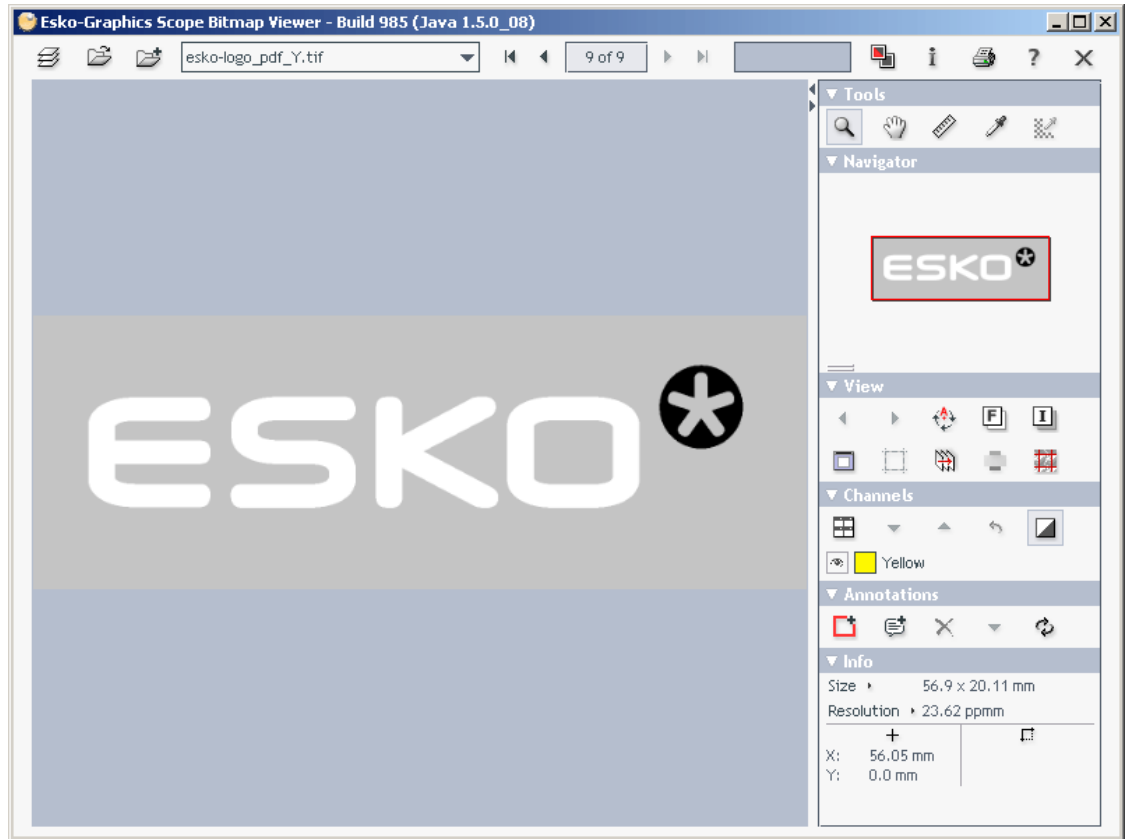 Esko-Graphics Scope Bitmap Viewer - Build 985 (Java 1.5.0_08)
esko-logo_pdf_Y.tif
9 of 9
i
?
Tools
Navigator
ESKO
ESKO
View
A
F
I
Channels
Yellow
Annotations
Info
Size
56.9 x 20.11 mm
Resolution
23.62 ppmm
X: 56.05 mm
Y: 0.0 mm